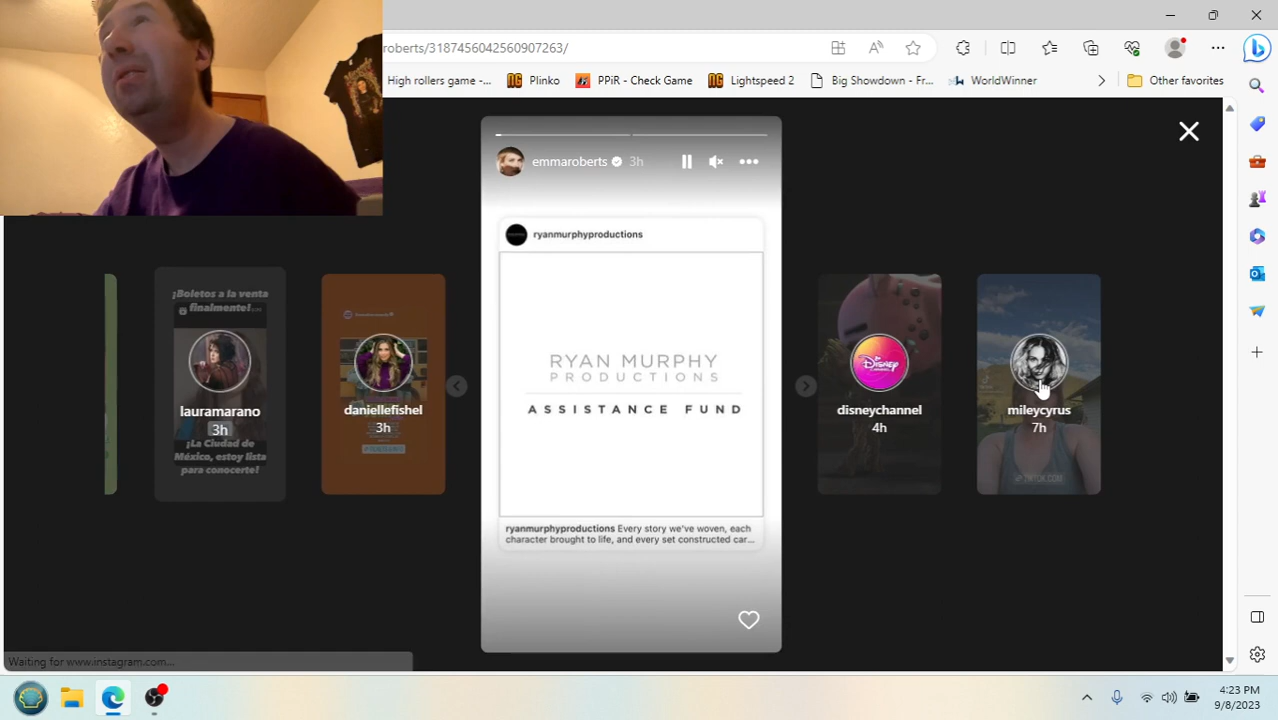 roberts/3187456042560907263/
High rollers game -...
Plinko
PPiR - Check Game
Lightspeed 2
Big Showdown - Fr...
WorldWinner
Other favorites
emmaroberts
3h
ryanmurphyproductions
RYAN MURPHY
PRODUCTIONS
ASSISTANCE FUND
ryanmurphyproductions Every story we've woven, each
character brought to life, and every set constructed car...
¡Boletos a la venta
finalmente!
lauramarano
3h
¡La Ciudad de
México, estoy lista
para conocerte!
daniellefishel
3h
Disney
CHANNEL
disneychannel
4h
mileycyrus
7h
Waiting for www.instagram.com...
4:23 PM
9/8/2023